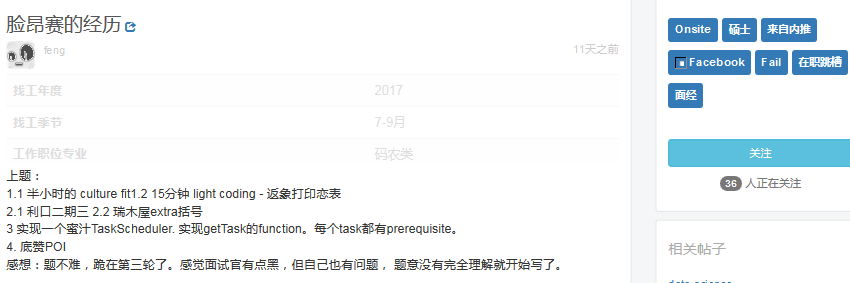 脸昂赛的经历
feng
11天之前
找工年度 2017
找工季节 7-9月
工作职位专业 码农类
上题：
1.1 半小时的 culture fit1.2 15分钟 light coding - 返象打印恋表
2.1 利口二期三 2.2 瑞木屋extra括号
3 实现一个蜜汁TaskScheduler. 实现getTask的function。每个task都有prerequisite。
4. 底赞POI
感想：题不难，跪在第三轮了。感觉面试官有点黑，但自己也有问题， 题意没有完全理解就开始写了。
Onsite 硕士 来自内推
Facebook Fail 在职跳槽
面经
关注
36 人正在关注
相关帖子
data science